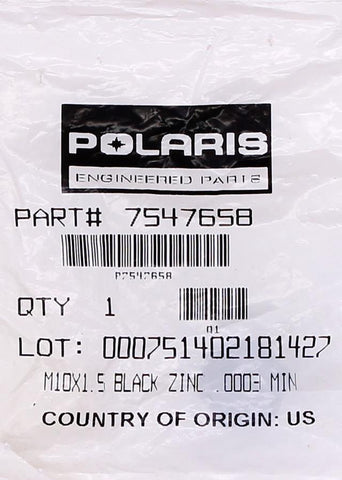 POLARIS
ENGINEERED PARTS
PART# 7547658
P7547658
QTY 1
Q1
LOT: 000751402181427
M10X1.5 BLACK ZINC .0003 MIN
COUNTRY OF ORIGIN: US